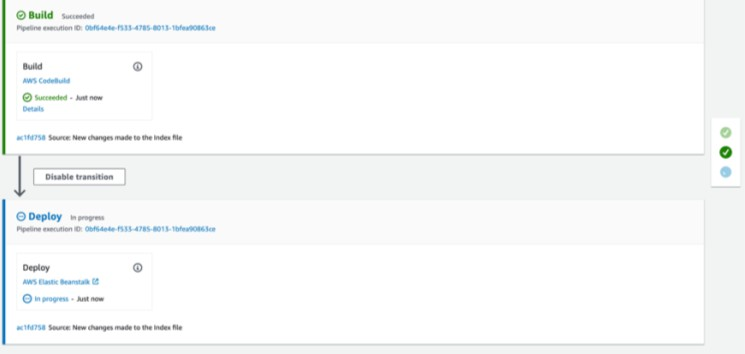 Build Succeeded
Pipeline execution ID: 0bf64e4e-f533-4785-8013-1bfea90863ce
Build
AWS CodeBuild
Succeeded - Just now
Details
ac1fd758 Source: New changes made to the Index file
Disable transition
Deploy In progress
Pipeline execution ID: 0bf64e4e-f533-4785-8013-1bfea90863ce
Deploy
AWS Elastic Beanstalk
In progress - Just now
ac1fd758 Source: New changes made to the Index file